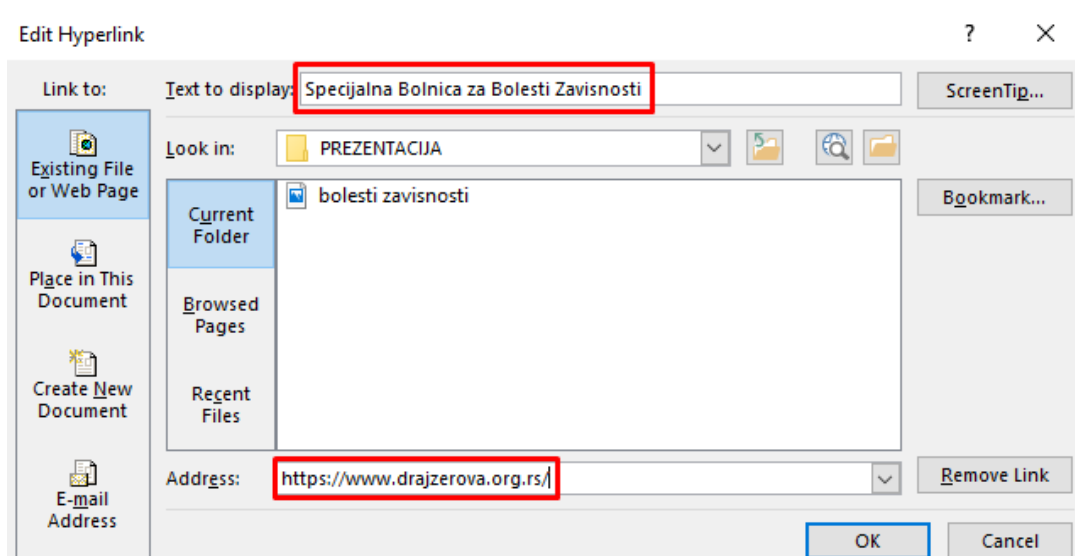 Edit Hyperlink ? ×
Link to:
Text to display: Specijalna Bolnica za Bolesti Zavisnosti
ScreenTip...
Existing File
or Web Page
Look in: PREZENTACIJA
Current
Folder
bolesti zavisnosti
Bookmark...
Place in This
Document
Browsed
Pages
Create New
Document
Recent
Files
Address: https://www.drajzerova.org.rs/
Remove Link
E-mail
Address
OK
Cancel